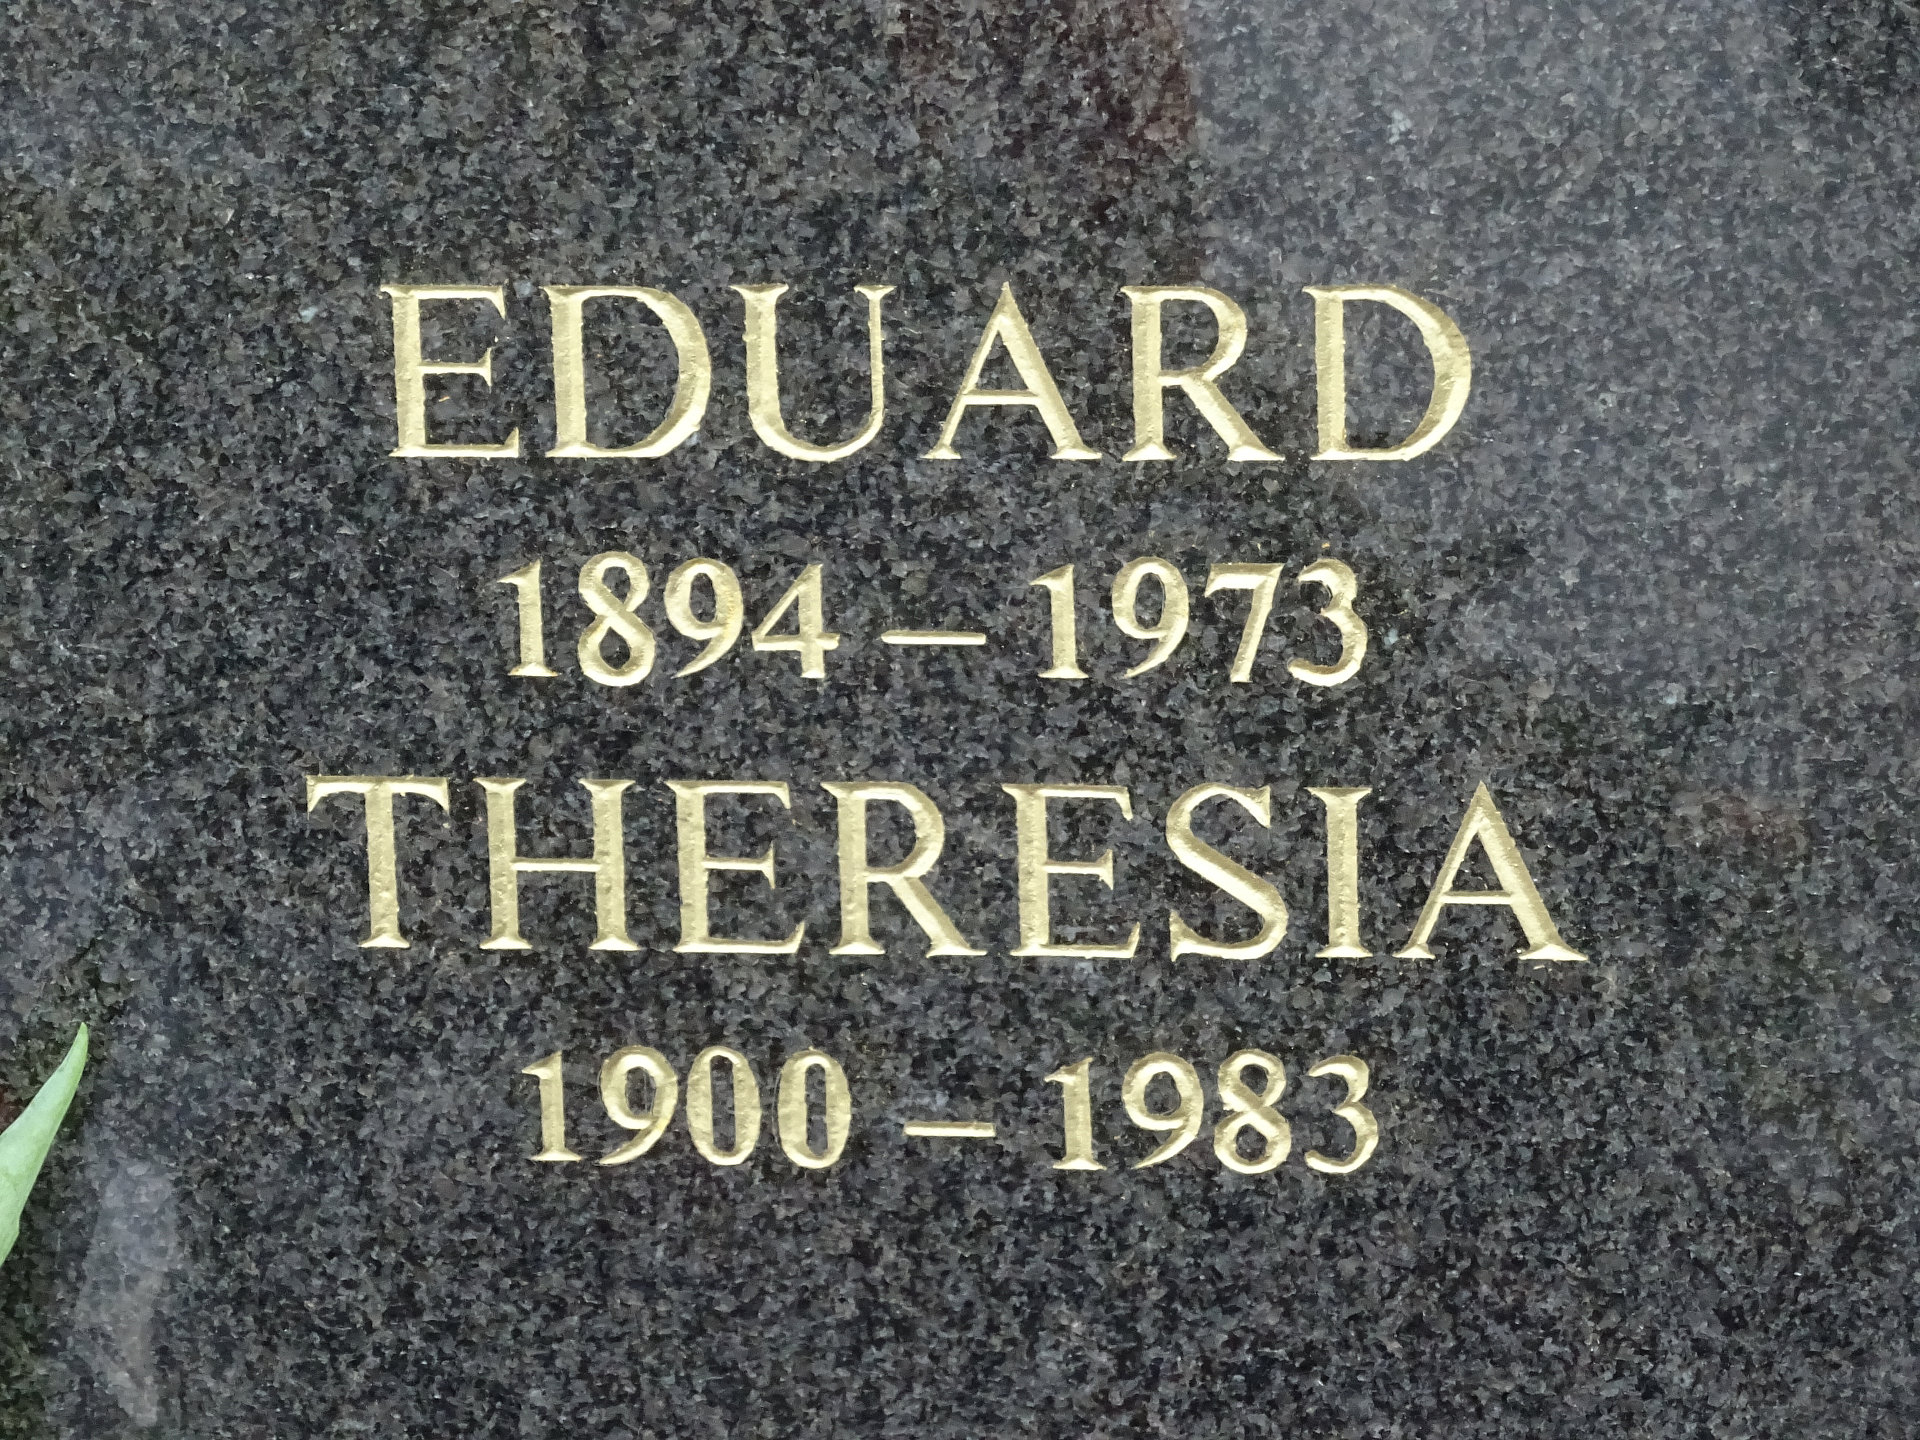 EDUARD
1894 – 1973
THERESIA
1900 – 1983